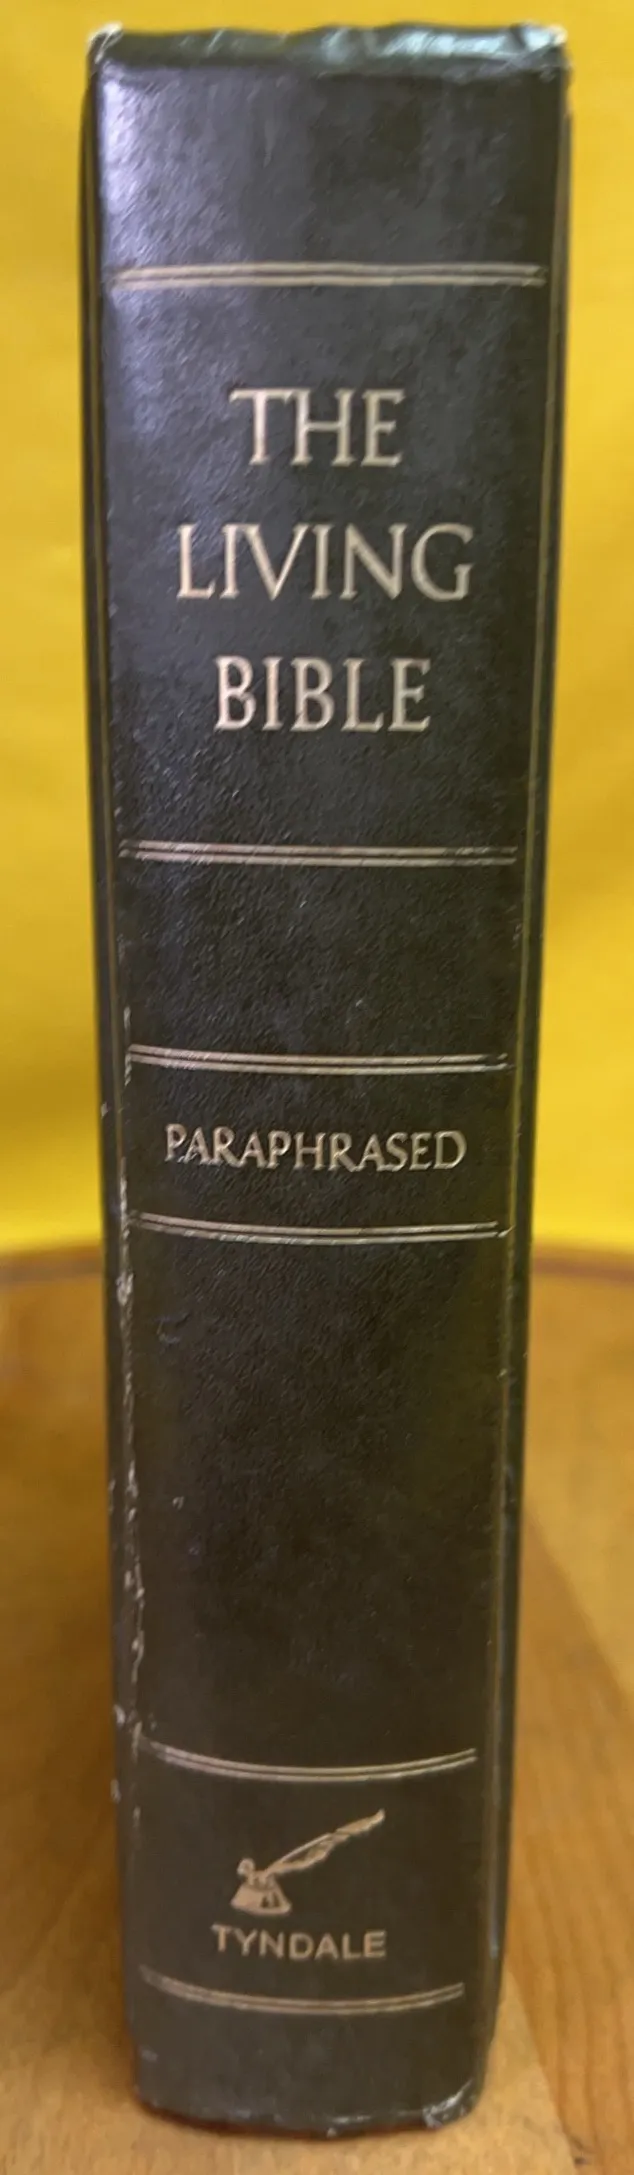 THE
LIVING
BIBLE
PARAPHRASED
TYNDALE